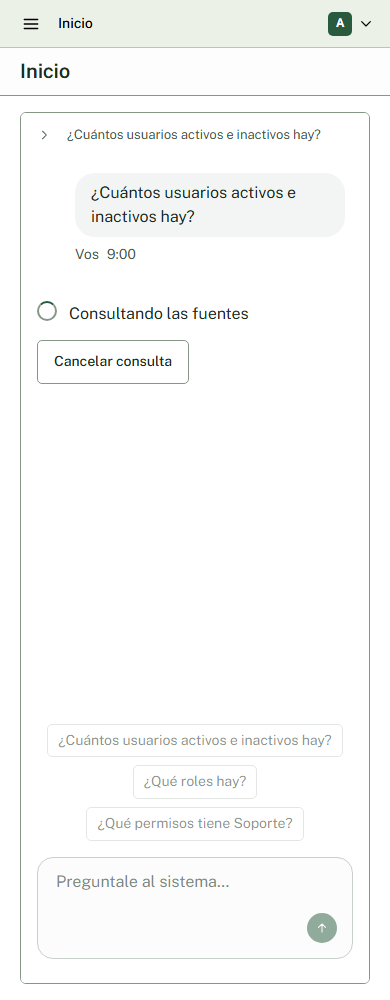 Inicio
A
Inicio
¿Cuántos usuarios activos e inactivos hay?
¿Cuántos usuarios activos e
inactivos hay?
Vos 9:00
Consultando las fuentes
Cancelar consulta
¿Cuántos usuarios activos e inactivos hay?
¿Qué roles hay?
¿Qué permisos tiene Soporte?
Preguntale al sistema...